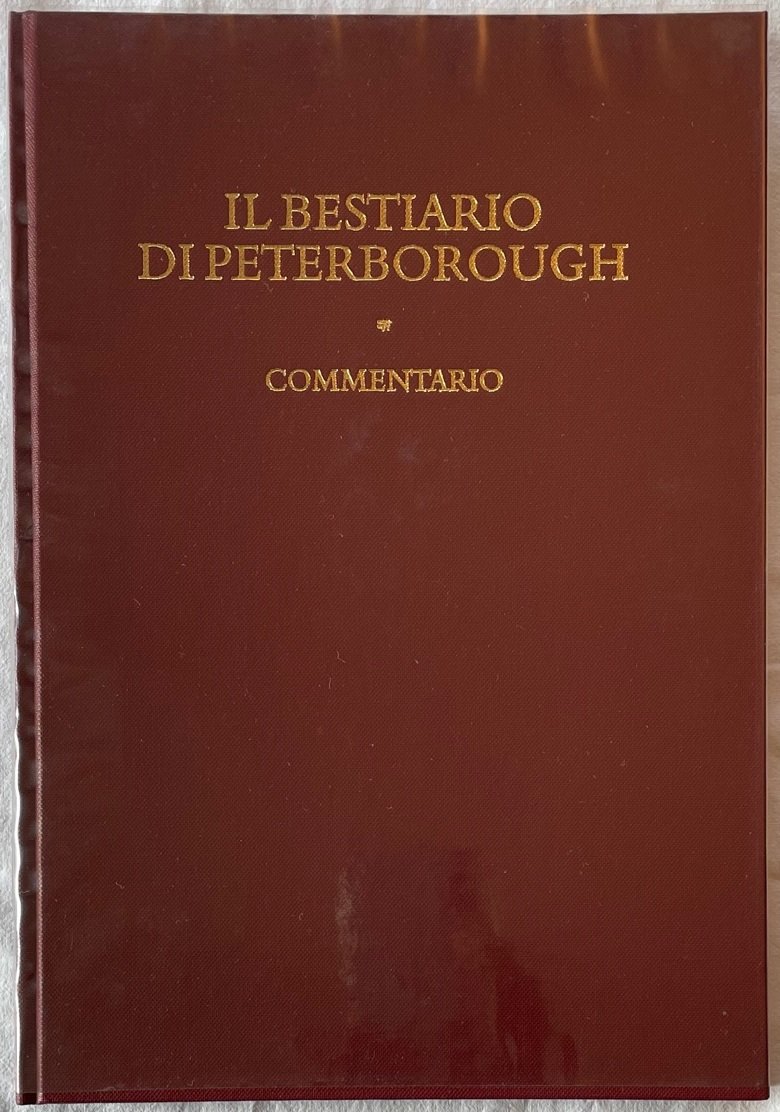 IL BESTIARIO
DI PETERBOROUGH
COMMENTARIO